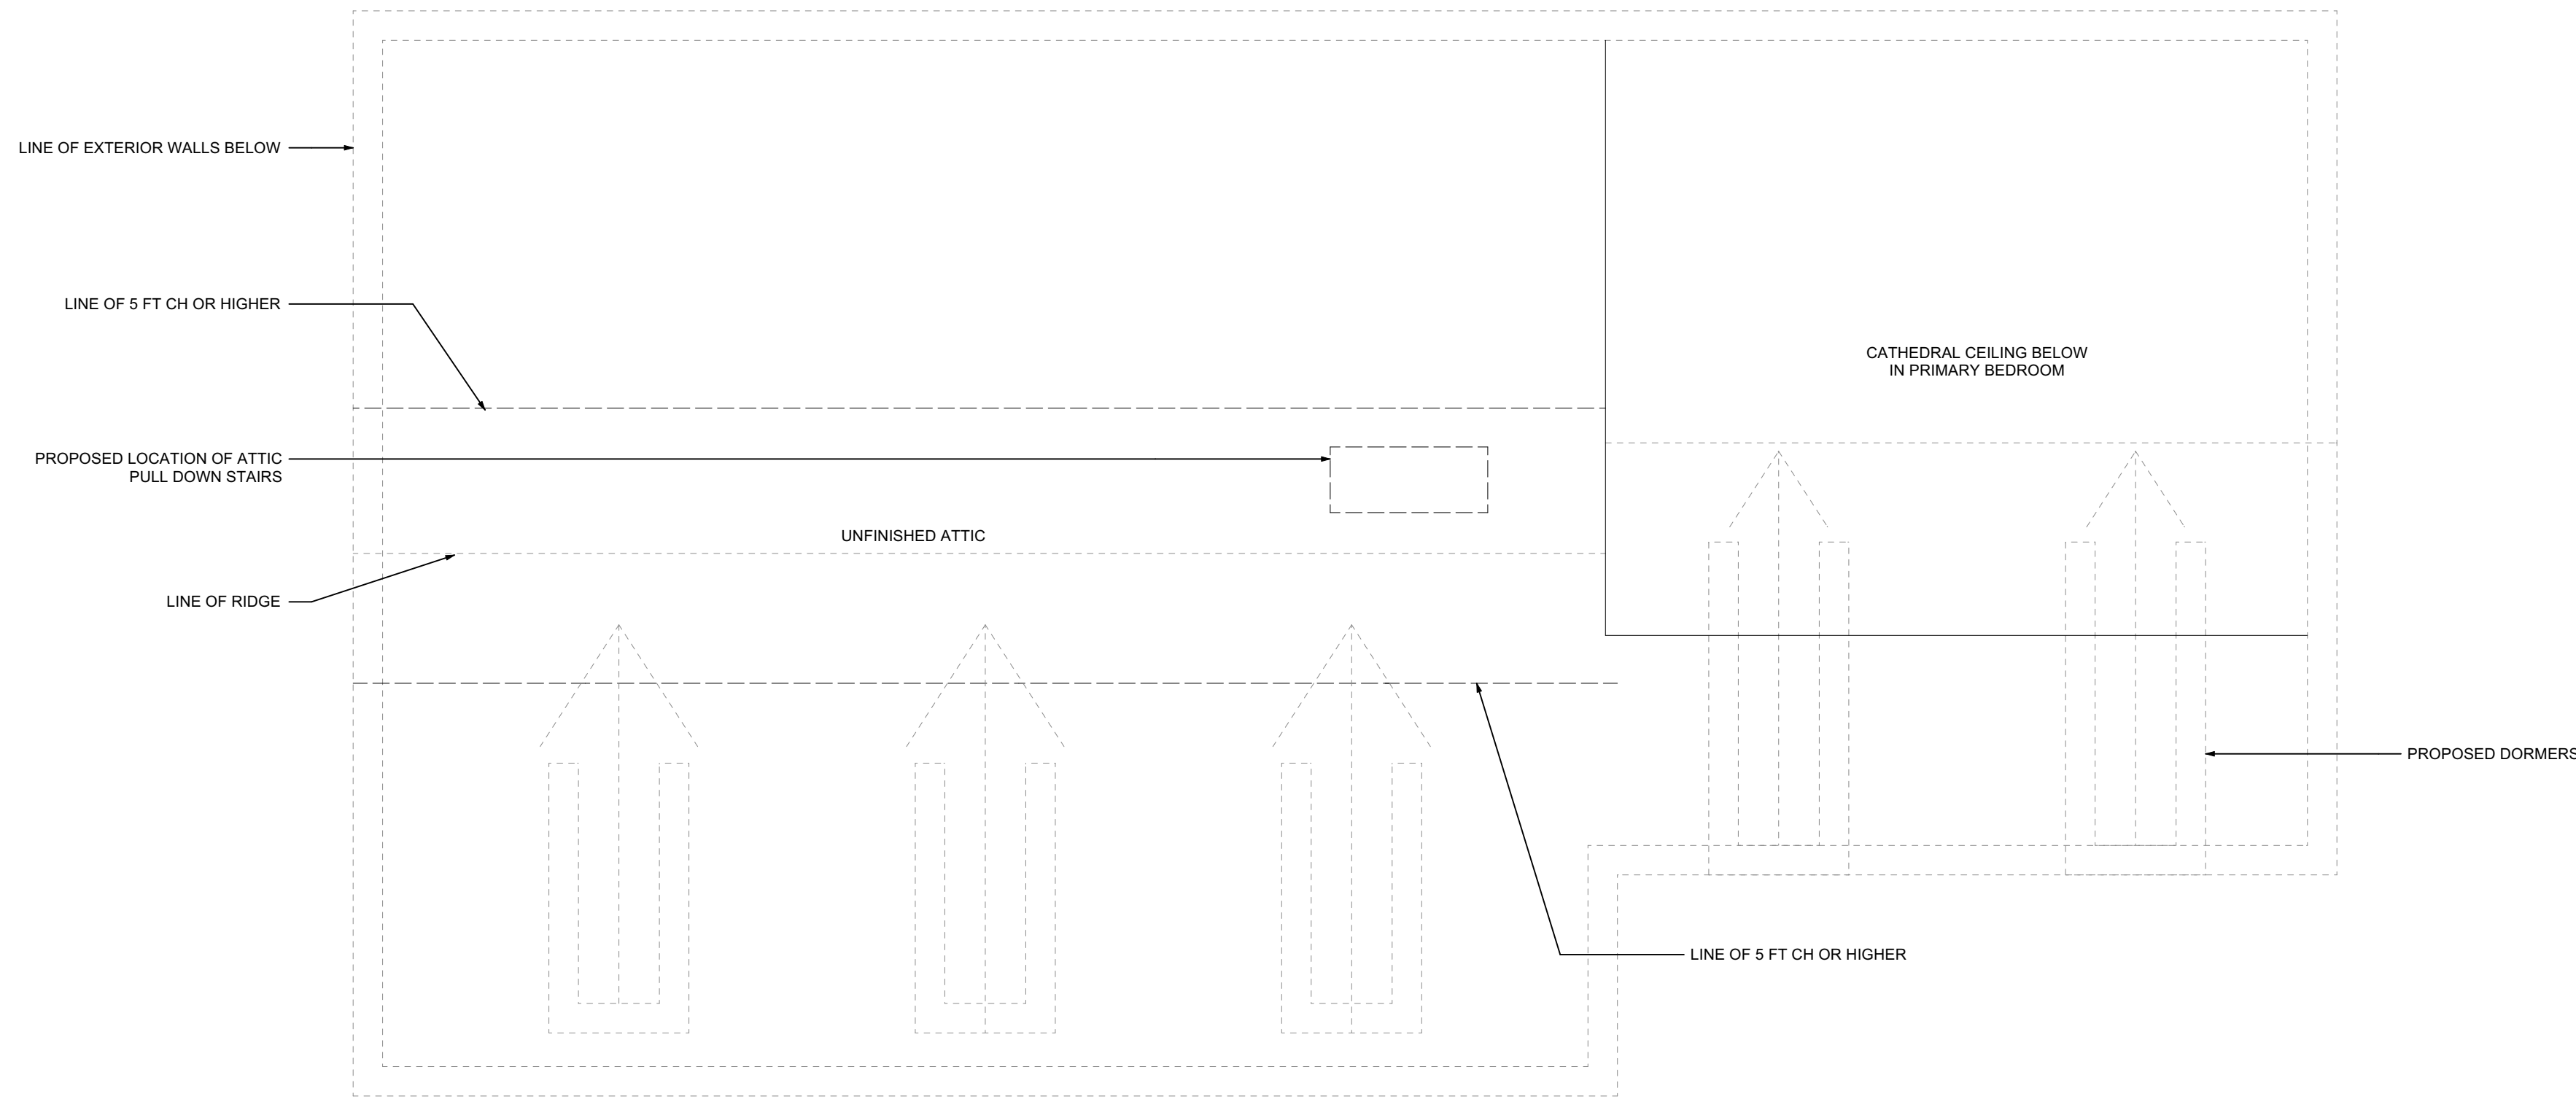 LINE OF EXTERIOR WALLS BELOW
LINE OF 5 FT CH OR HIGHER
CATHEDRAL CEILING BELOW
IN PRIMARY BEDROOM
PROPOSED LOCATION OF ATTIC
PULL DOWN STAIRS
UNFINISHED ATTIC
LINE OF RIDGE
PROPOSED DORMERS
LINE OF 5 FT CH OR HIGHER